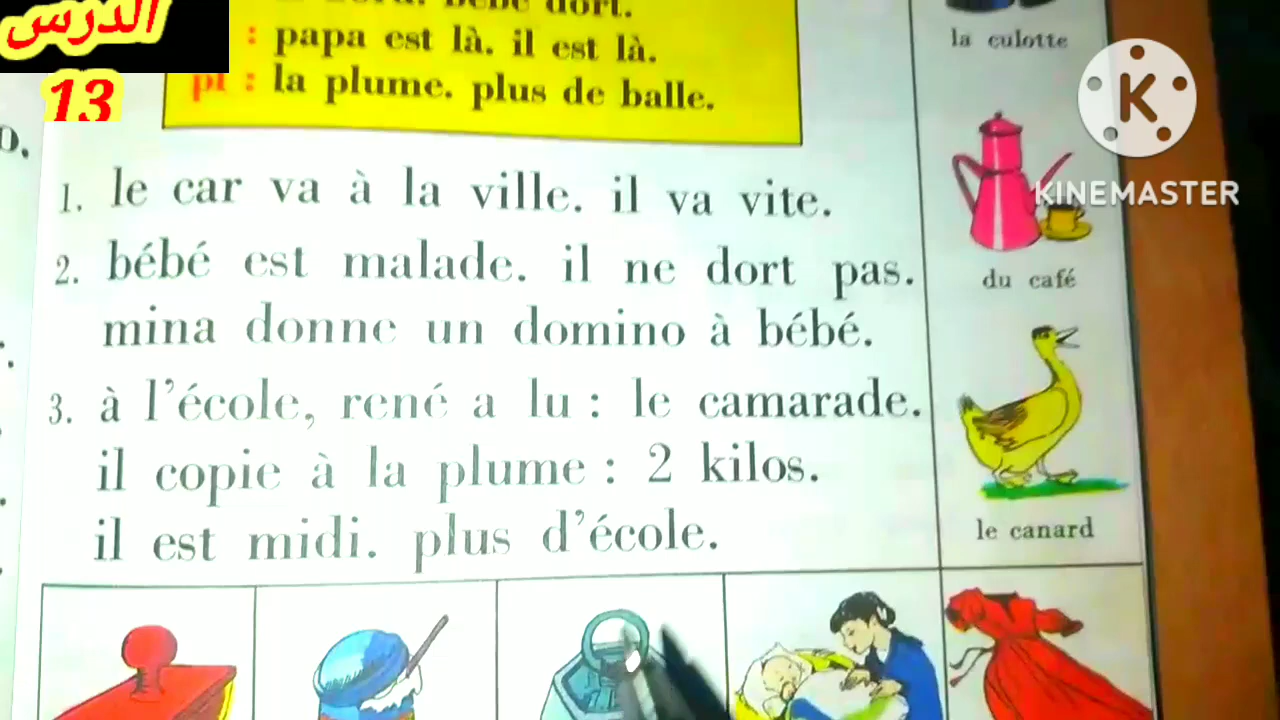 الدرس
13
bébé dort.
: papa est là. il est là.
pl : la plume. plus de balle.
1. le car va à la ville. il va vite.
2. bébé est malade. il ne dort pas.
mina donne un domino à bébé.
3. à l'école, rené a lu : le camarade.
il copie à la plume : 2 kilos.
il est midi. plus d'école.
la culotte
K
KINEMASTER
du café
le canard